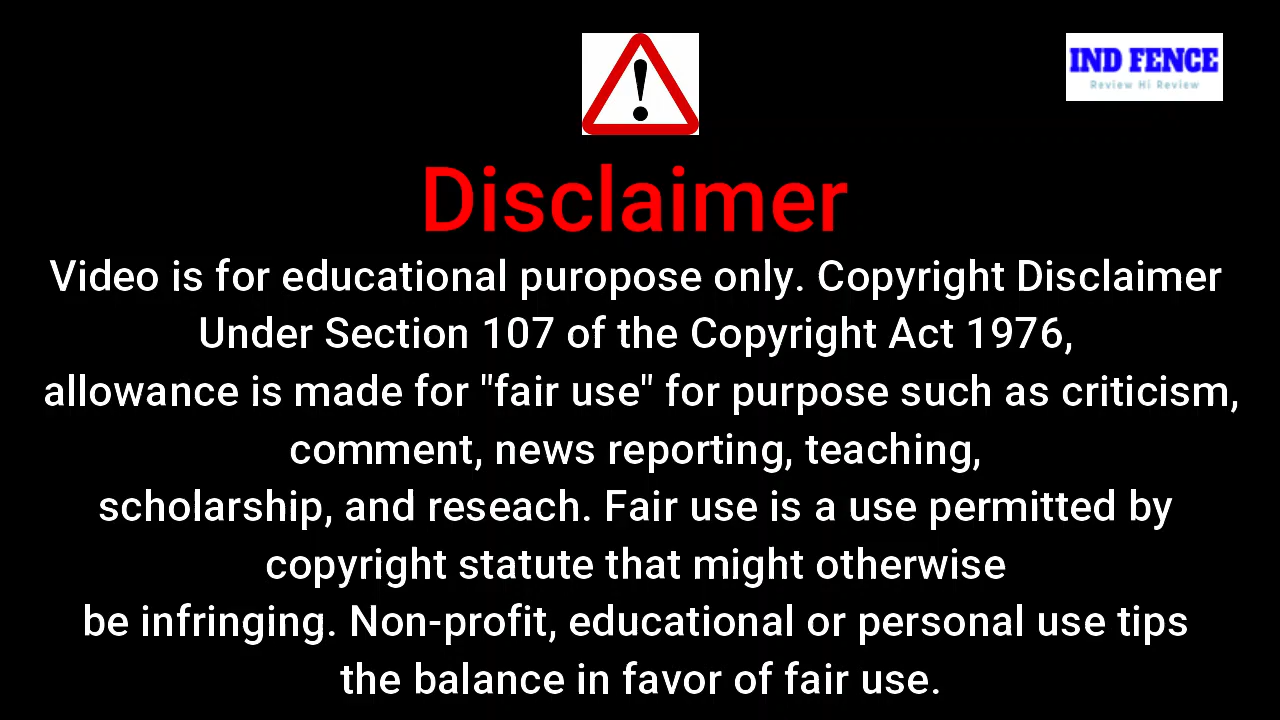 IND FENCE
Review Hi Review
Disclaimer
Video is for educational puropose only. Copyright Disclaimer
Under Section 107 of the Copyright Act 1976,
allowance is made for "fair use" for purpose such as criticism,
comment, news reporting, teaching,
scholarship, and reseach. Fair use is a use permitted by
copyright statute that might otherwise
be infringing. Non-profit, educational or personal use tips
the balance in favor of fair use.